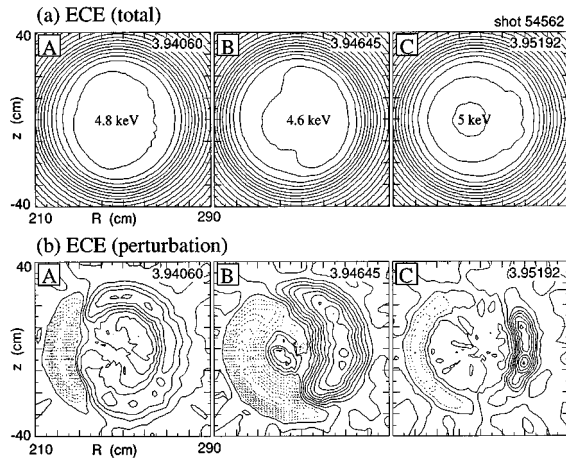 (a) ECE (total)
shot 54562
40
A
3.94060
B
3.94645
C
3.95192
z (cm)
4.8 keV
4.6 keV
5 keV
-40
210
R (cm)
290
(b) ECE (perturbation)
40
A
3.94060
B
3.94645
C
3.95192
z (cm)
-40
210
R (cm)
290